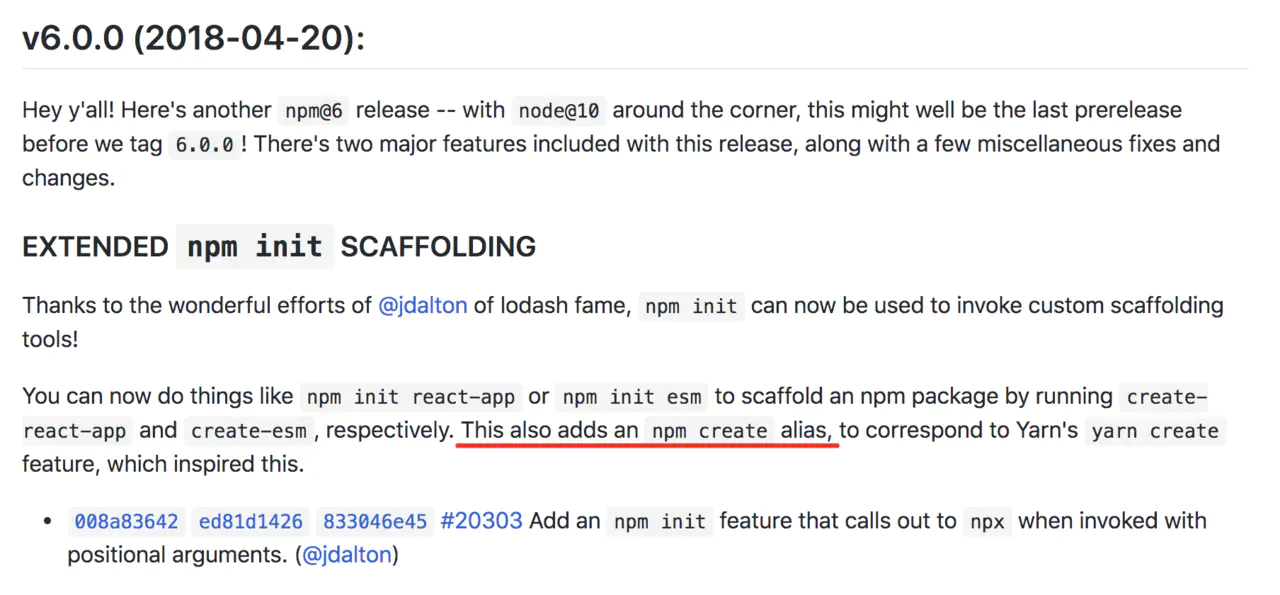 v6.0.0 (2018-04-20):
Hey y'all! Here's another npm@6 release -- with node@10 around the corner, this might well be the last prerelease
before we tag 6.0.0! There's two major features included with this release, along with a few miscellaneous fixes and
changes.
EXTENDED npm init SCAFFOLDING
Thanks to the wonderful efforts of @jdalton of lodash fame, npm init can now be used to invoke custom scaffolding
tools!
You can now do things like npm init react-app or npm init esm to scaffold an npm package by running create-
react-app and create-esm, respectively. This also adds an npm create alias, to correspond to Yarn's yarn create
feature, which inspired this.
• 008a83642 ed81d1426 833046e45 #20303 Add an npm init feature that calls out to npx when invoked with
positional arguments. (@jdalton)